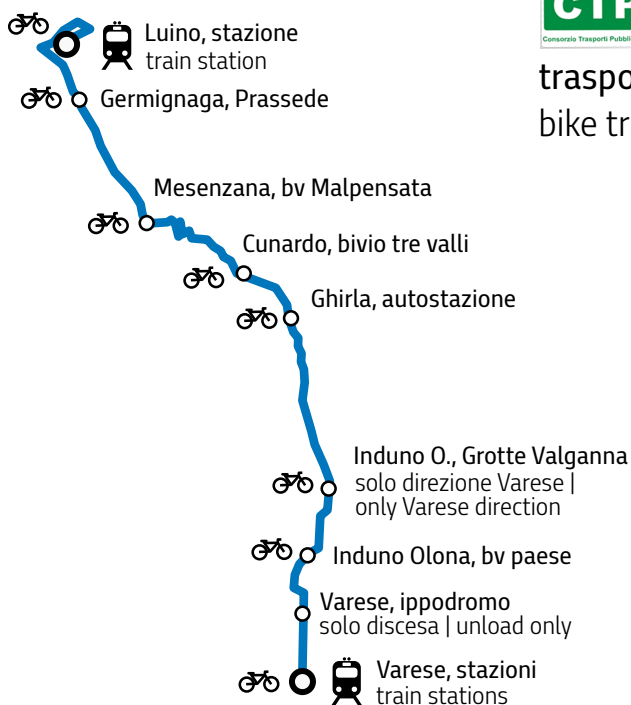 CTP
Consorzio Trasporti Pubblic
Luino, stazione
train station
traspo
bike tr
Germignaga, Prassede
Mesenzana, bv Malpensata
Cunardo, bivio tre valli
Ghirla, autostazione
Induno O., Grotte Valganna
solo direzione Varese |
only Varese direction
Induno Olona, bv paese
Varese, ippodromo
solo discesa | unload only
Varese, stazioni
train stations